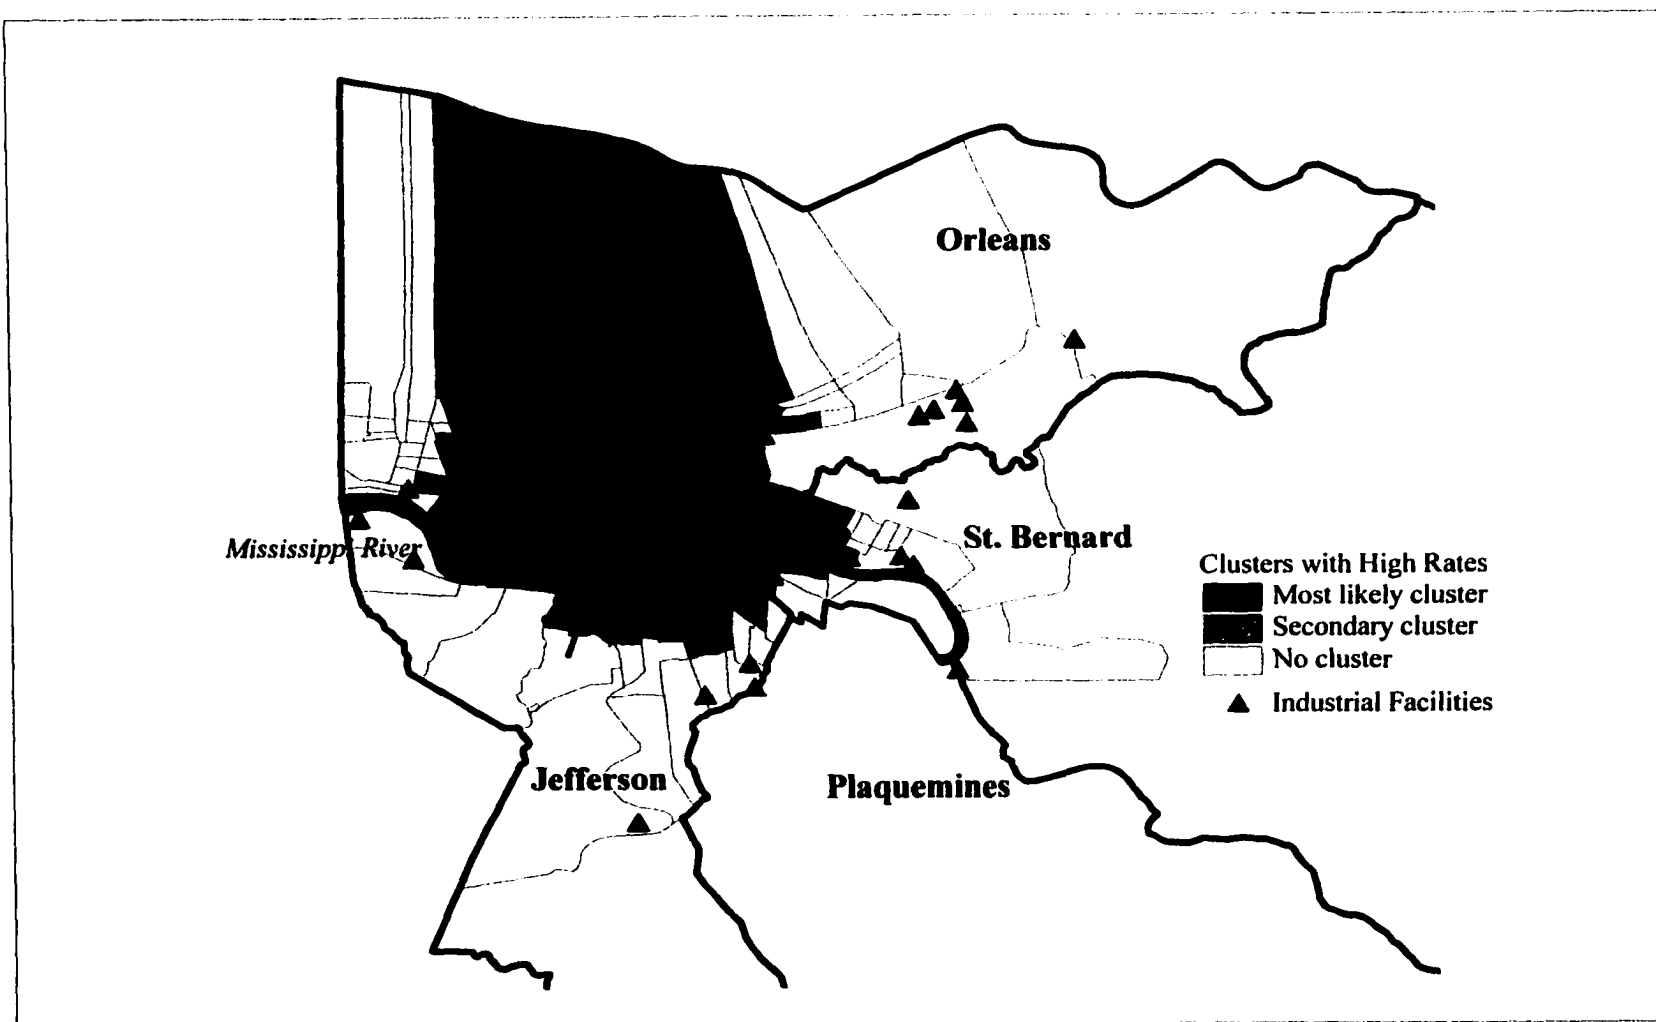 Orleans
St. Bernard
Mississippi River
Clusters with High Rates
Most likely cluster
Secondary cluster
No cluster
Industrial Facilities
Jefferson
Plaquemines